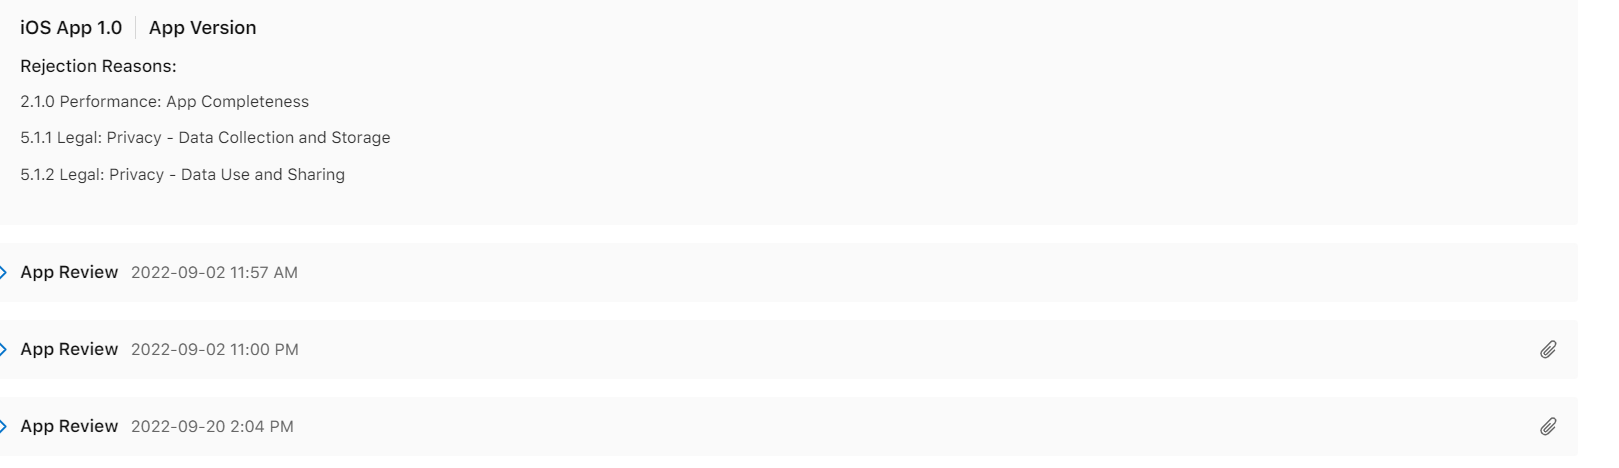 iOS App 1.0 App Version
Rejection Reasons:
2.1.0 Performance: App Completeness
5.1.1 Legal: Privacy - Data Collection and Storage
5.1.2 Legal: Privacy - Data Use and Sharing
App Review 2022-09-02 11:57 AM
App Review 2022-09-02 11:00 PM
App Review 2022-09-20 2:04 PM